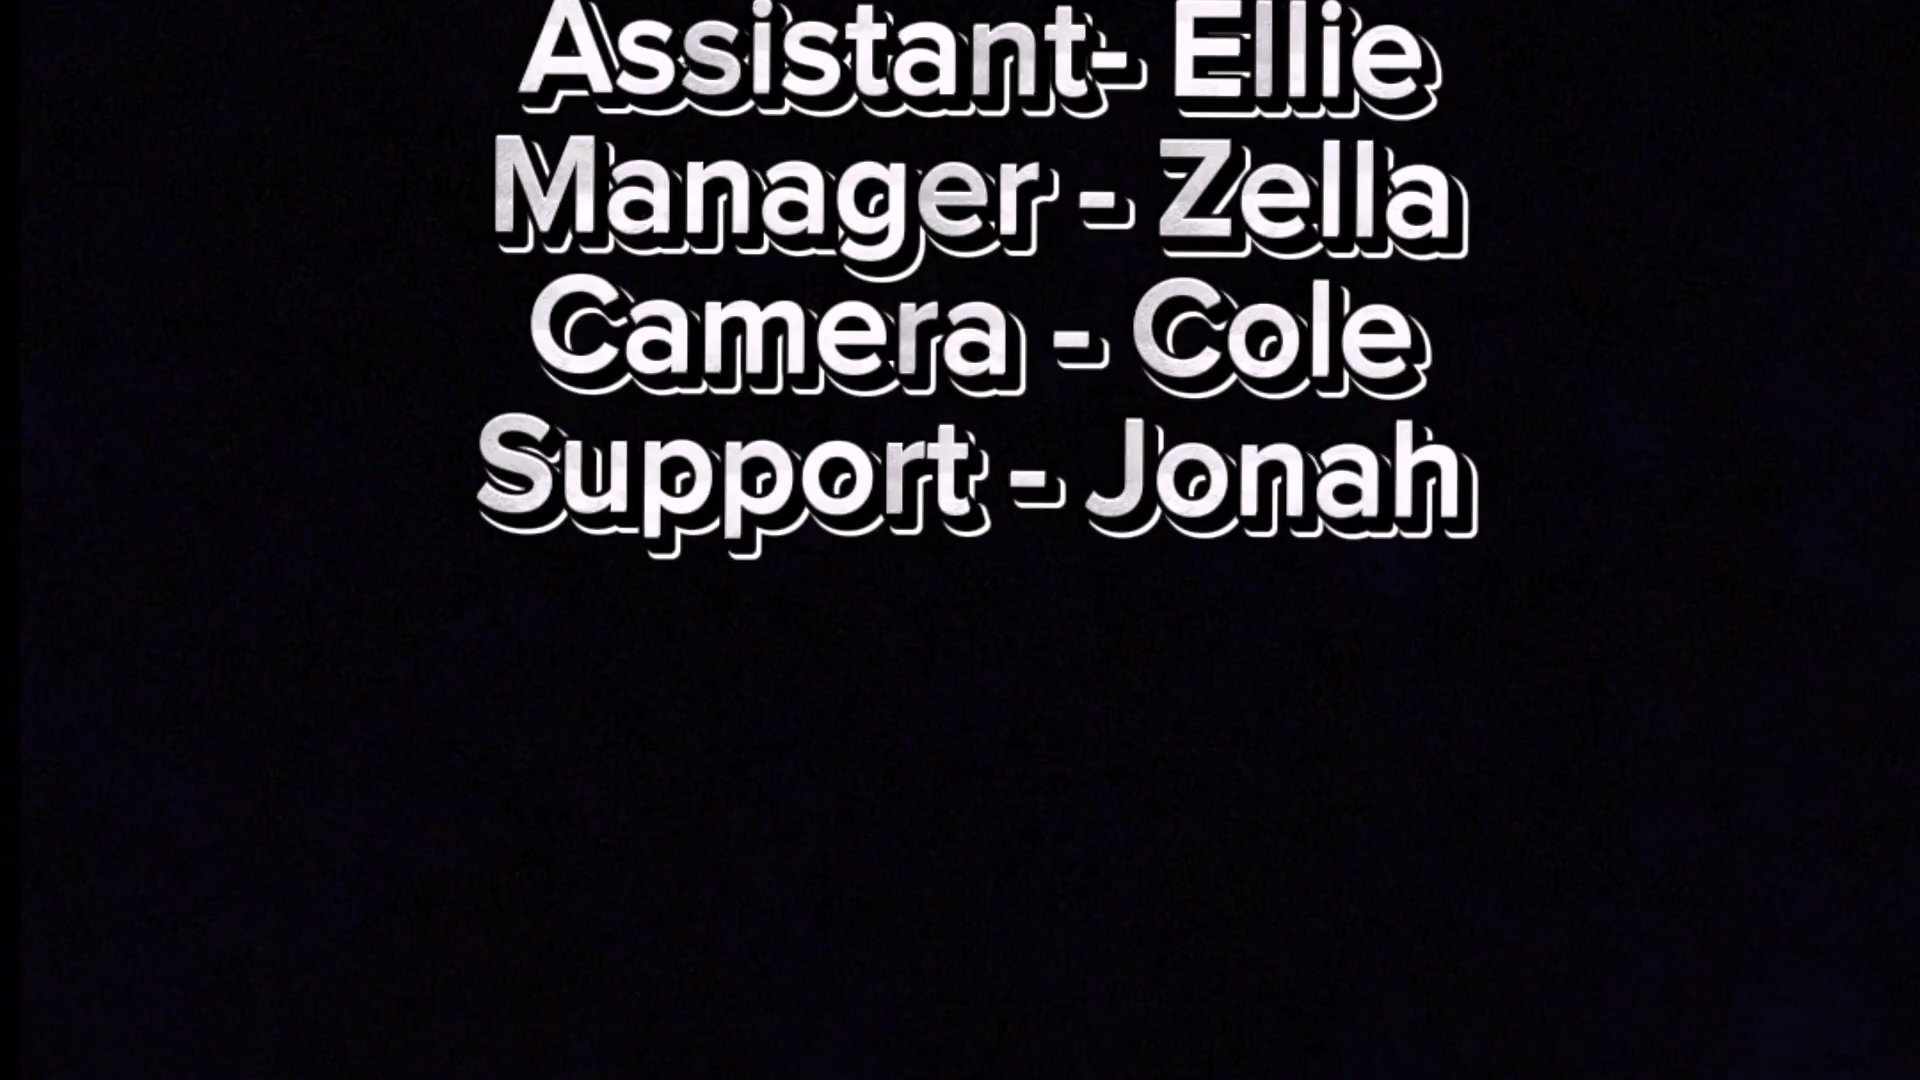 Assistant- Ellie
Manager - Zella
Camera - Cole
Support - Jonah